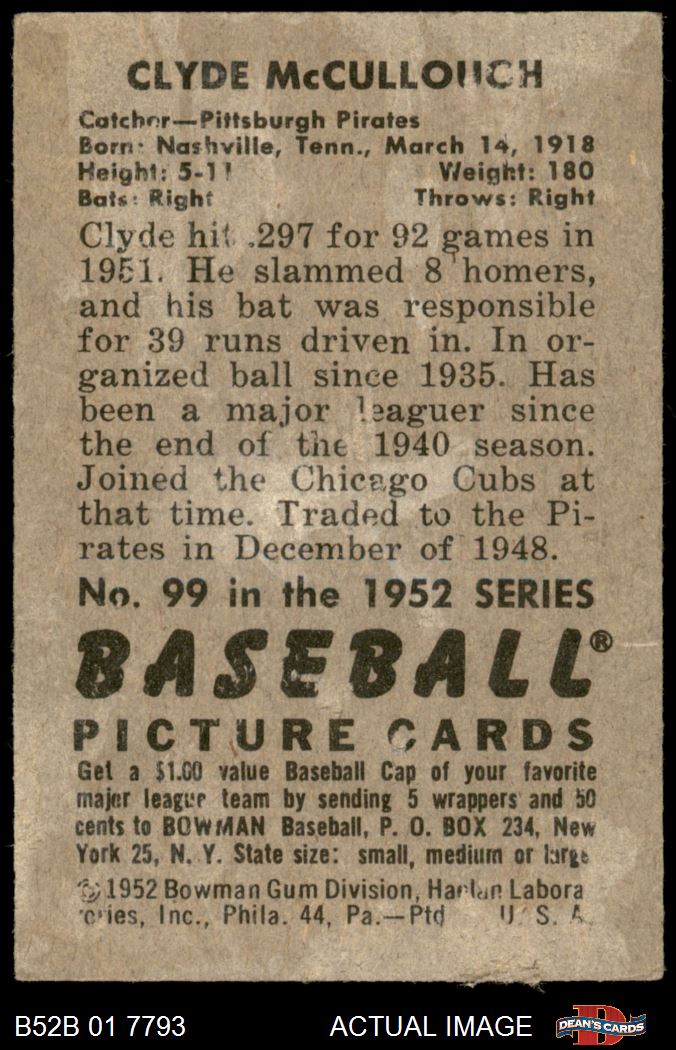 CLYDE McCULLOUGH
Catcher—Pittsburgh Pirates
Born: Nashville, Tenn., March 14, 1918
Height: 5-11 Weight: 180
Bats: Right Throws: Right
Clyde hit .297 for 92 games in
1951. He slammed 8 homers,
and his bat was responsible
for 39 runs driven in. In or-
ganized ball since 1935. Has
been a major leaguer since
the end of the 1940 season.
Joined the Chicago Cubs at
that time. Traded to the Pi-
rates in December of 1948.
No. 99 in the 1952 SERIES
BASEBALL®
PICTURE CARDS
Get a $1.00 value Baseball Cap of your favorite
major league team by sending 5 wrappers and 50
cents to BOWMAN Baseball, P. O. BOX 234, New
York 25, N. Y. State size: small, medium or large
©1952 Bowman Gum Division, Haelan Labora
tories, Inc., Phila. 44, Pa.—Ptd U. S. A.
B52B 01 7793 ACTUAL IMAGE D DEAN'S CARDS